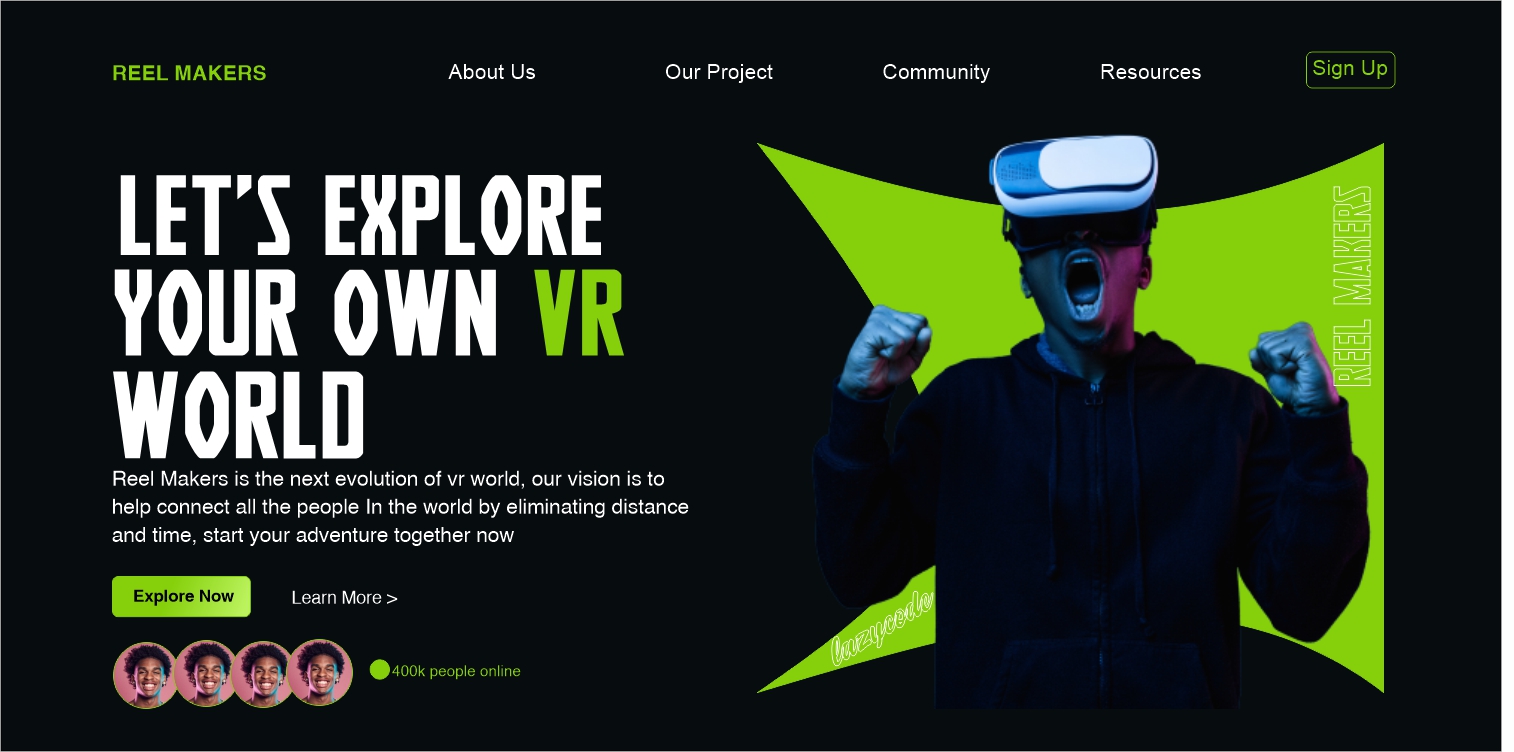 REEL MAKERS
About Us
Our Project
Community
Resources
Sign Up
LET'S EXPLORE
YOUR OWN VR
WORLD
Reel Makers is the next evolution of vr world, our vision is to
help connect all the people In the world by eliminating distance
and time, start your adventure together now
Explore Now
Learn More >
400k people online
REEL MAKERS
lazycode